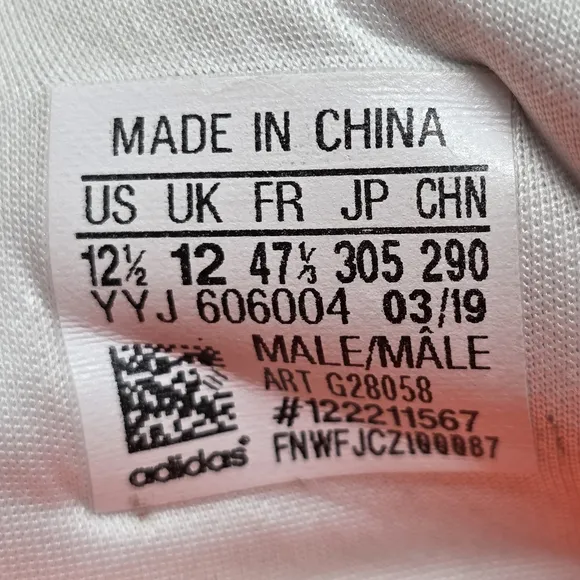 MADE IN CHINA
US UK FR JP CHN
12½ 12 47⅓ 305 290
YYJ 606004 03/19
MALE/MÂLE
ART G28058
#122211567
FNWFJCZI00087
adidas